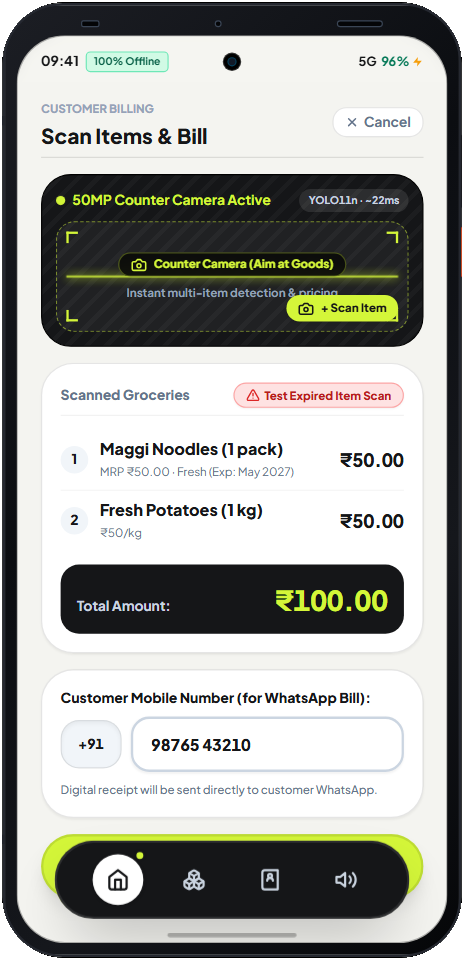 09:41 100% Offline 5G 96%
CUSTOMER BILLING
Scan Items & Bill
Cancel
50MP Counter Camera Active YOLO11n · ~22ms
Counter Camera (Aim at Goods)
Instant multi-item detection & pricing
+ Scan Item
Scanned Groceries Test Expired Item Scan
1 Maggi Noodles (1 pack) ₹50.00
MRP ₹50.00 · Fresh (Exp: May 2027)
2 Fresh Potatoes (1 kg) ₹50.00
₹50/kg
Total Amount: ₹100.00
Customer Mobile Number (for WhatsApp Bill):
+91 98765 43210
Digital receipt will be sent directly to customer WhatsApp.